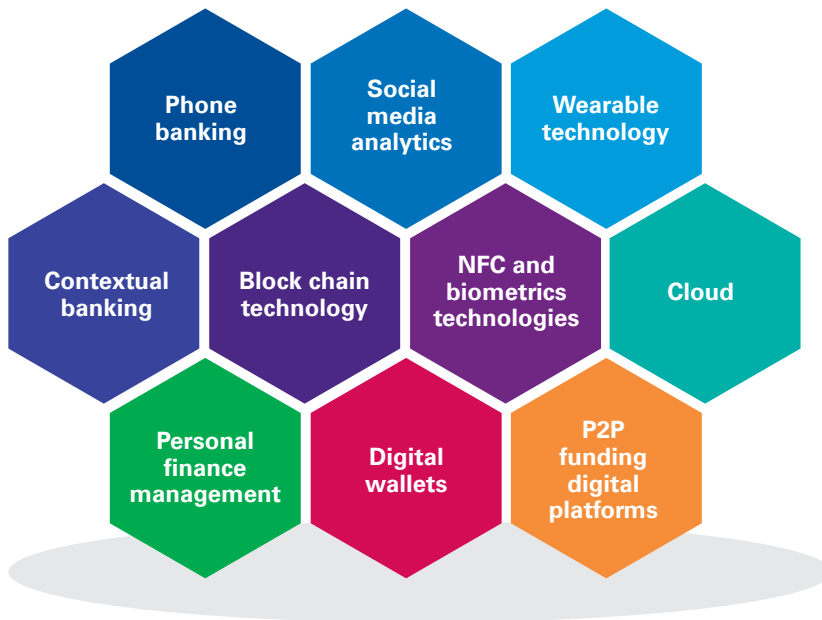 Phone
banking
Social
media
analytics
Wearable
technology
Contextual
banking
Block chain
technology
NFC and
biometrics
technologies
Cloud
Personal
finance
management
Digital
wallets
P2P
funding
digital
platforms